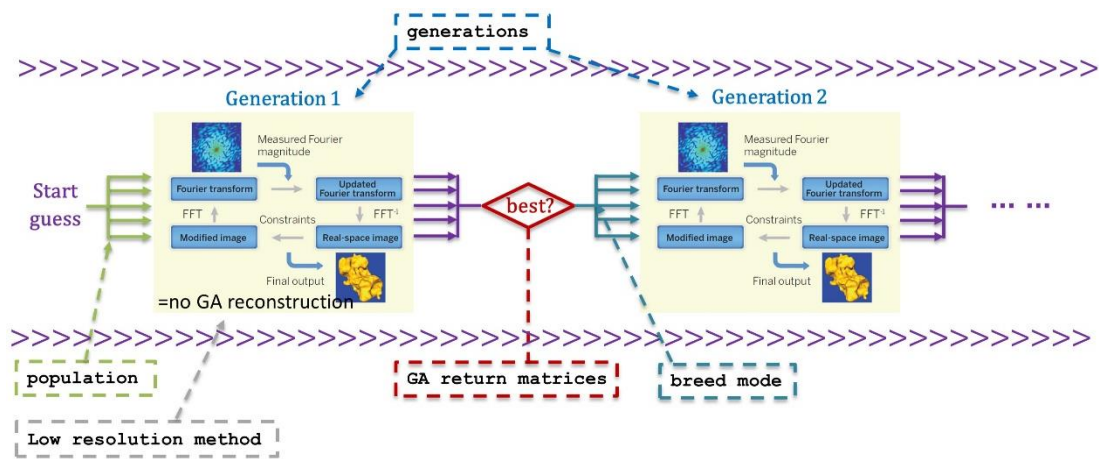 generations
>>>>>>>>>>>>>>>>>>>>>>>>>>>>>>>>>>>>>>>>>>>>>>>>>>>>>>
Generation 1
Generation 2
Measured Fourier
magnitude
Fourier transform
Updated
Fourier transform
FFT
Constraints
FFT⁻¹
Modified image
Real-space image
Final output
=no GA reconstruction
Start
guess
best?
Measured Fourier
magnitude
Fourier transform
Updated
Fourier transform
FFT
Constraints
FFT⁻¹
Modified image
Real-space image
Final output
... ...
>>>>>>>>>>>>>>>>>>>>>>>>>>>>>>>>>>>>>>>>>>>>>>>>>>>>>>
population
GA return matrices
breed mode
Low resolution method